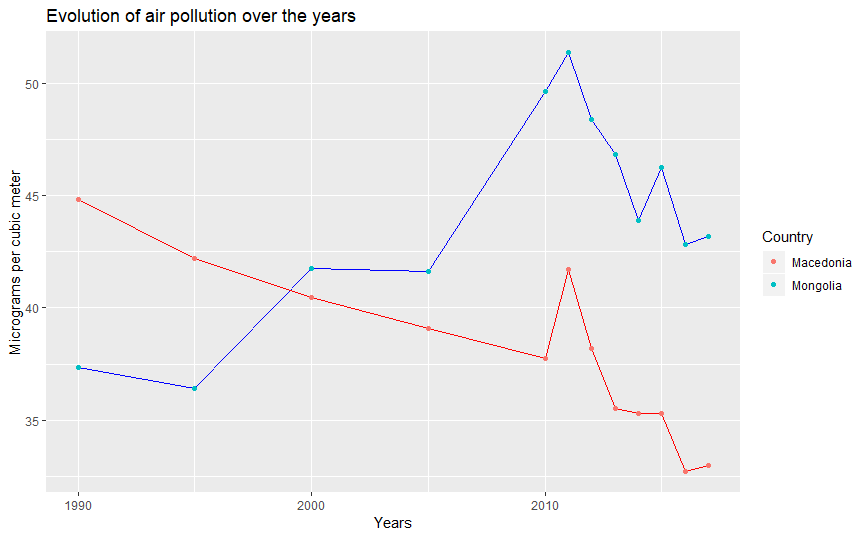 Evolution of air pollution over the years
Micrograms per cubic meter
50
45
40
35
1990
2000
2010
Years
Country
Macedonia
Mongolia